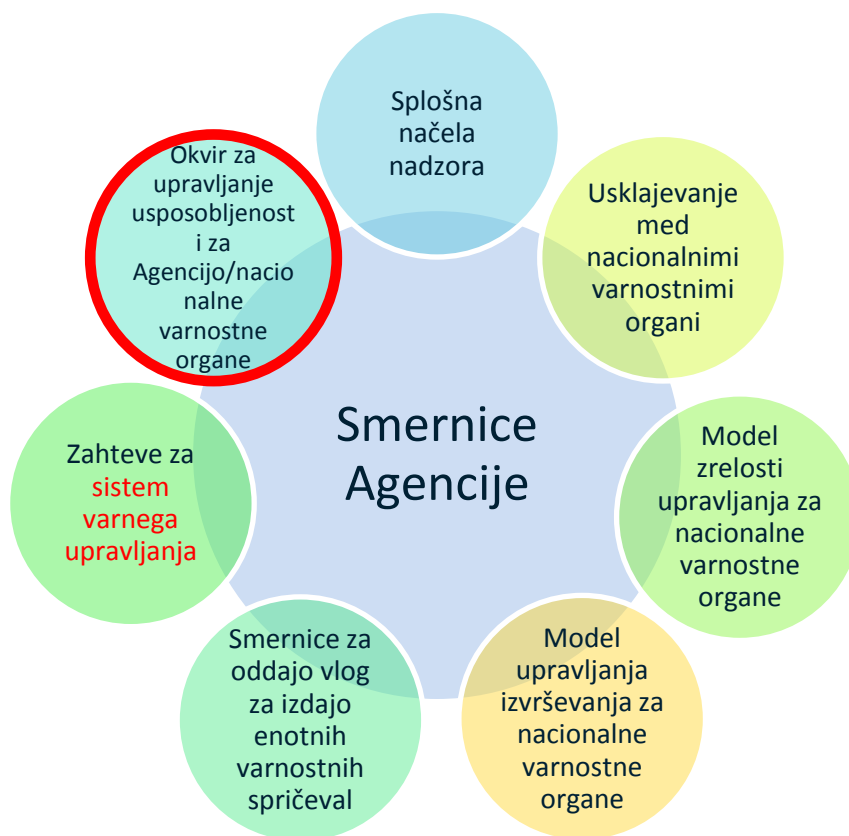 Splošna
načela
nadzora
Usklajevanje
med
nacionalnimi
varnostnimi
organi
Model
zrelosti
upravljanja za
nacionalne
varnostne
organe
Model
upravljanja
izvrševanja za
nacionalne
varnostne
organe
Smernice za
oddajo vlog
za izdajo
enotnih
varnostnih
spričeval
Zahteve za
sistem
varnega
upravljanja
Okvir za
upravljanje
usposobljenost
i za
Agencijo/nacio
nalne
varnostne
organe
Smernice
Agencije